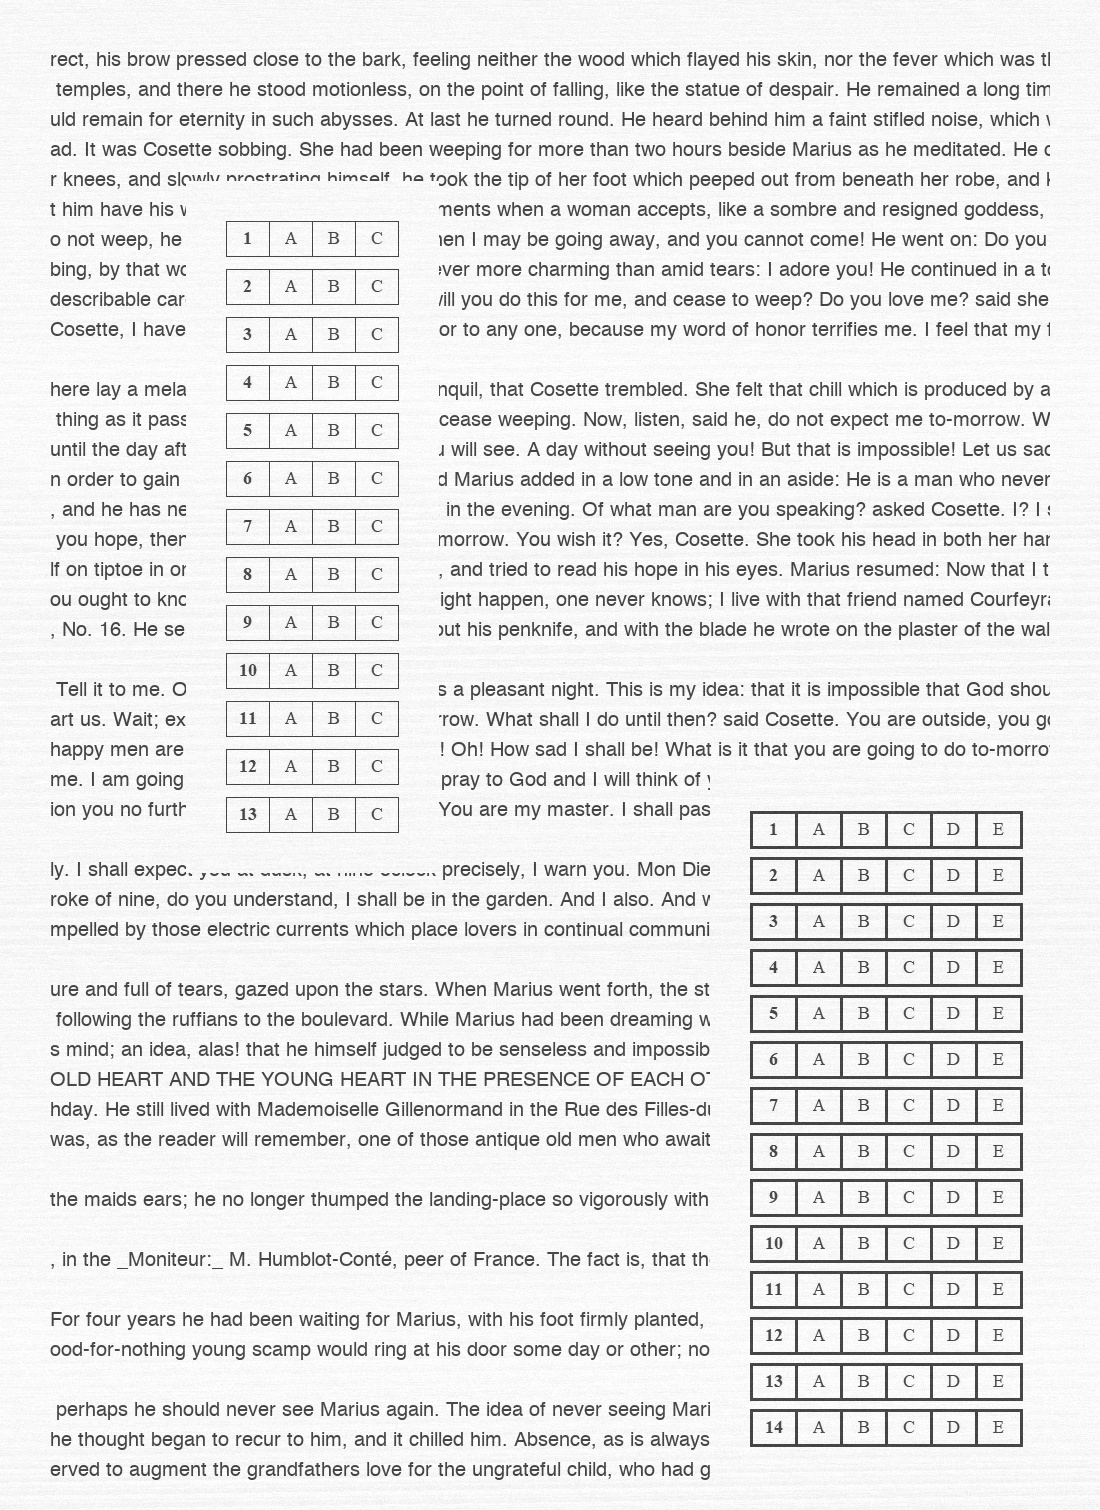 rect, his brow pressed close to the bark, feeling neither the wood which flayed his skin, nor the fever which was
temples, and there he stood motionless, on the point of falling, like the statue of despair. He remained a long tim
uld remain for eternity in such abysses. At last he turned round. He heard behind him a faint stifled noise, which
ad. It was Cosette sobbing. She had been weeping for more than two hours beside Marius as he meditated. He
r knees, and slowly prostrating himself, he took the tip of her foot which peeped out from beneath her robe, and
t him have his ments when a woman accepts, like a sombre and resigned goddess,
o not weep, he hen I may be going away, and you cannot come! He went on: Do you
bing, by that ever more charming than amid tears: I adore you! He continued in a
describable will you do this for me, and cease to weep? Do you love me? said she
Cosette, I have or to any one, because my word of honor terrifies me. I feel that my
here lay a mela nquil, that Cosette trembled. She felt that chill which is produced by a
thing as it pass cease weeping. Now, listen, said he, do not expect me to-morrow. W
until the day aft will see. A day without seeing you! But that is impossible! Let us sac
n order to gain d Marius added in a low tone and in an aside: He is a man who never
, and he has ne in the evening. Of what man are you speaking? asked Cosette. I? I
you hope, then morrow. You wish it? Yes, Cosette. She took his head in both her han
lf on tiptoe in or , and tried to read his hope in his eyes. Marius resumed: Now that I t
ou ought to kno ight happen, one never knows; I live with that friend named Courfeyra
, No. 16. He se out his penknife, and with the blade he wrote on the plaster of the wal
Tell it to me. O s a pleasant night. This is my idea: that it is impossible that God shou
art us. Wait; ex rrow. What shall I do until then? said Cosette. You are outside, you go
happy men are ! Oh! How sad I shall be! What is it that you are going to do to-morro
me. I am going pray to God and I will think of
ion you no furth You are my master. I shall pas
ly. I shall expect you at dusk, at nine oclock precisely, I warn you. Mon Die
roke of nine, do you understand, I shall be in the garden. And I also. And w
mpelled by those electric currents which place lovers in continual communi
ure and full of tears, gazed upon the stars. When Marius went forth, the st
following the ruffians to the boulevard. While Marius had been dreaming w
s mind; an idea, alas! that he himself judged to be senseless and impossib
OLD HEART AND THE YOUNG HEART IN THE PRESENCE OF EACH OT
hday. He still lived with Mademoiselle Gillenormand in the Rue des Filles-du
was, as the reader will remember, one of those antique old men who await
the maids ears; he no longer thumped the landing-place so vigorously with
, in the _Moniteur:_ M. Humblot-Conté, peer of France. The fact is, that the
For four years he had been waiting for Marius, with his foot firmly planted,
ood-for-nothing young scamp would ring at his door some day or other; no
perhaps he should never see Marius again. The idea of never seeing Mari
he thought began to recur to him, and it chilled him. Absence, as is always
erved to augment the grandfathers love for the ungrateful child, who had g
1 A B C
2 A B C
3 A B C
4 A B C
5 A B C
6 A B C
7 A B C
8 A B C
9 A B C
10 A B C
11 A B C
12 A B C
13 A B C
1 A B C D E
2 A B C D E
3 A B C D E
4 A B C D E
5 A B C D E
6 A B C D E
7 A B C D E
8 A B C D E
9 A B C D E
10 A B C D E
11 A B C D E
12 A B C D E
13 A B C D E
14 A B C D E